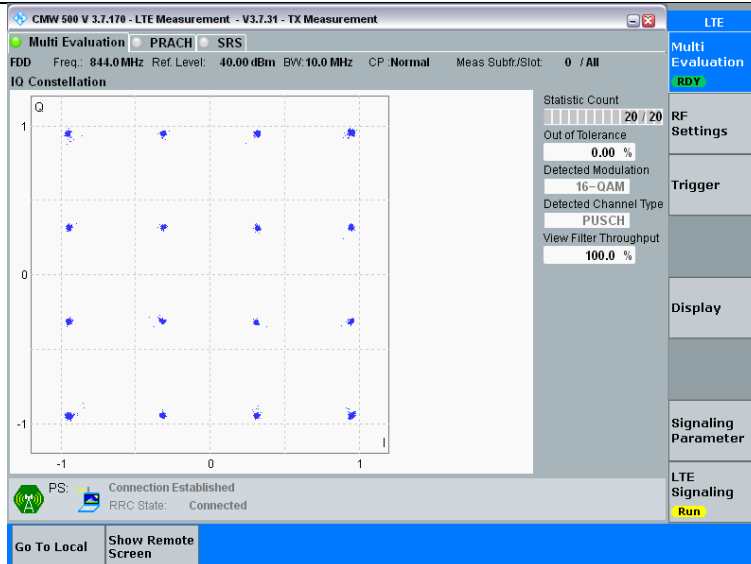 CMW 500 V 3.7.170 - LTE Measurement - V3.7.31 - TX Measurement
LTE
Multi Evaluation PRACH SRS
Multi Evaluation
RDY
FDD Freq.: 844.0 MHz Ref. Level: 40.00 dBm BW: 10.0 MHz CP :Normal Meas Subfr./Slot: 0 / All
IQ Constellation
Q
1
0
-1
-1 0 1
I
Statistic Count
20 / 20
Out of Tolerance
0.00 %
Detected Modulation
16-QAM
Detected Channel Type
PUSCH
View Filter Throughput
100.0 %
RF
Settings
Trigger
Display
Signaling
Parameter
LTE
Signaling
Run
PS: Connection Established
RRC State: Connected
Go To Local
Show Remote
Screen